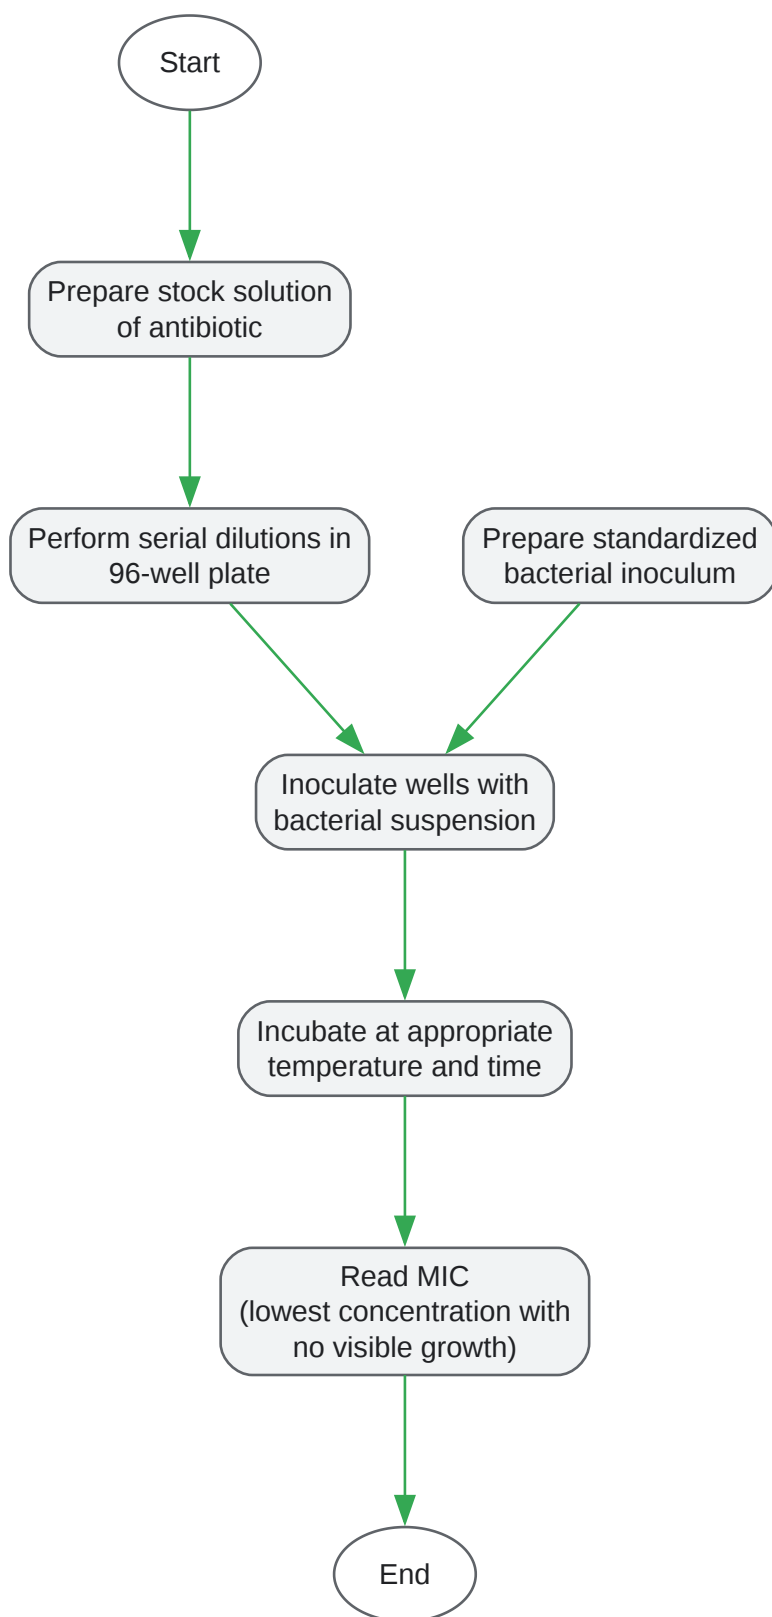 Start
Prepare stock solution
of antibiotic
Perform serial dilutions in
96-well plate
Prepare standardized
bacterial inoculum
Inoculate wells with
bacterial suspension
Incubate at appropriate
temperature and time
Read MIC
(lowest concentration with
no visible growth)
End